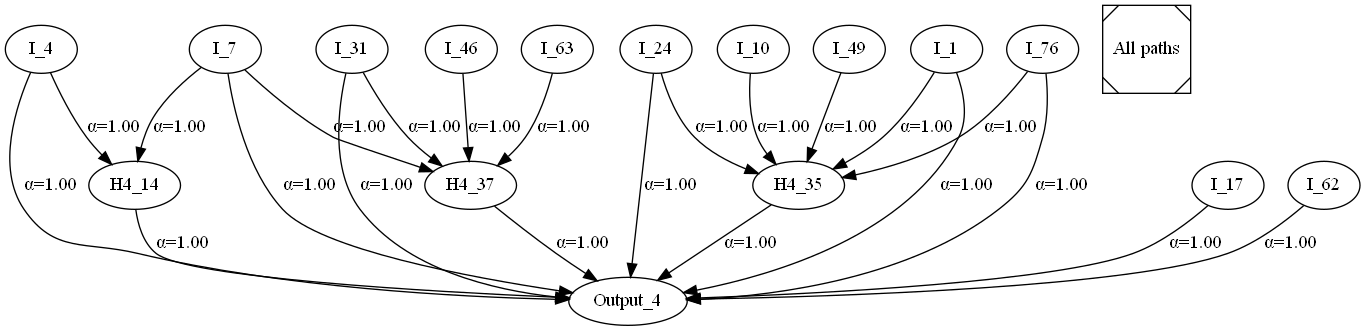 I_4 I_7 I_31 I_46 I_63 I_24 I_10 I_49 I_1 I_76 All paths
α=1.00 α=1.00 α=1.00 α=1.00 α=1.00 α=1.00 α=1.00 α=1.00 α=1.00 α=1.00 α=1.00
H4_14 H4_37 H4_35 I_17 I_62
α=1.00 α=1.00 α=1.00 α=1.00 α=1.00 α=1.00
α=1.00 α=1.00 α=1.00 α=1.00 α=1.00
Output_4